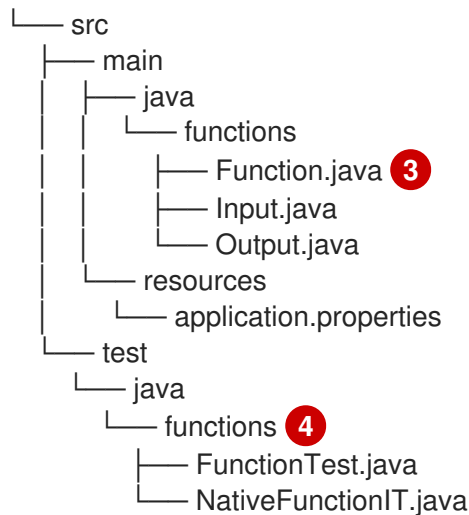 └── src
├── main
│ ├── java
│ │ └── functions
│ │ ├── Function.java 3
│ │ ├── Input.java
│ │ └── Output.java
│ └── resources
│ └── application.properties
└── test
└── java
└── functions 4
├── FunctionTest.java
└── NativeFunctionIT.java